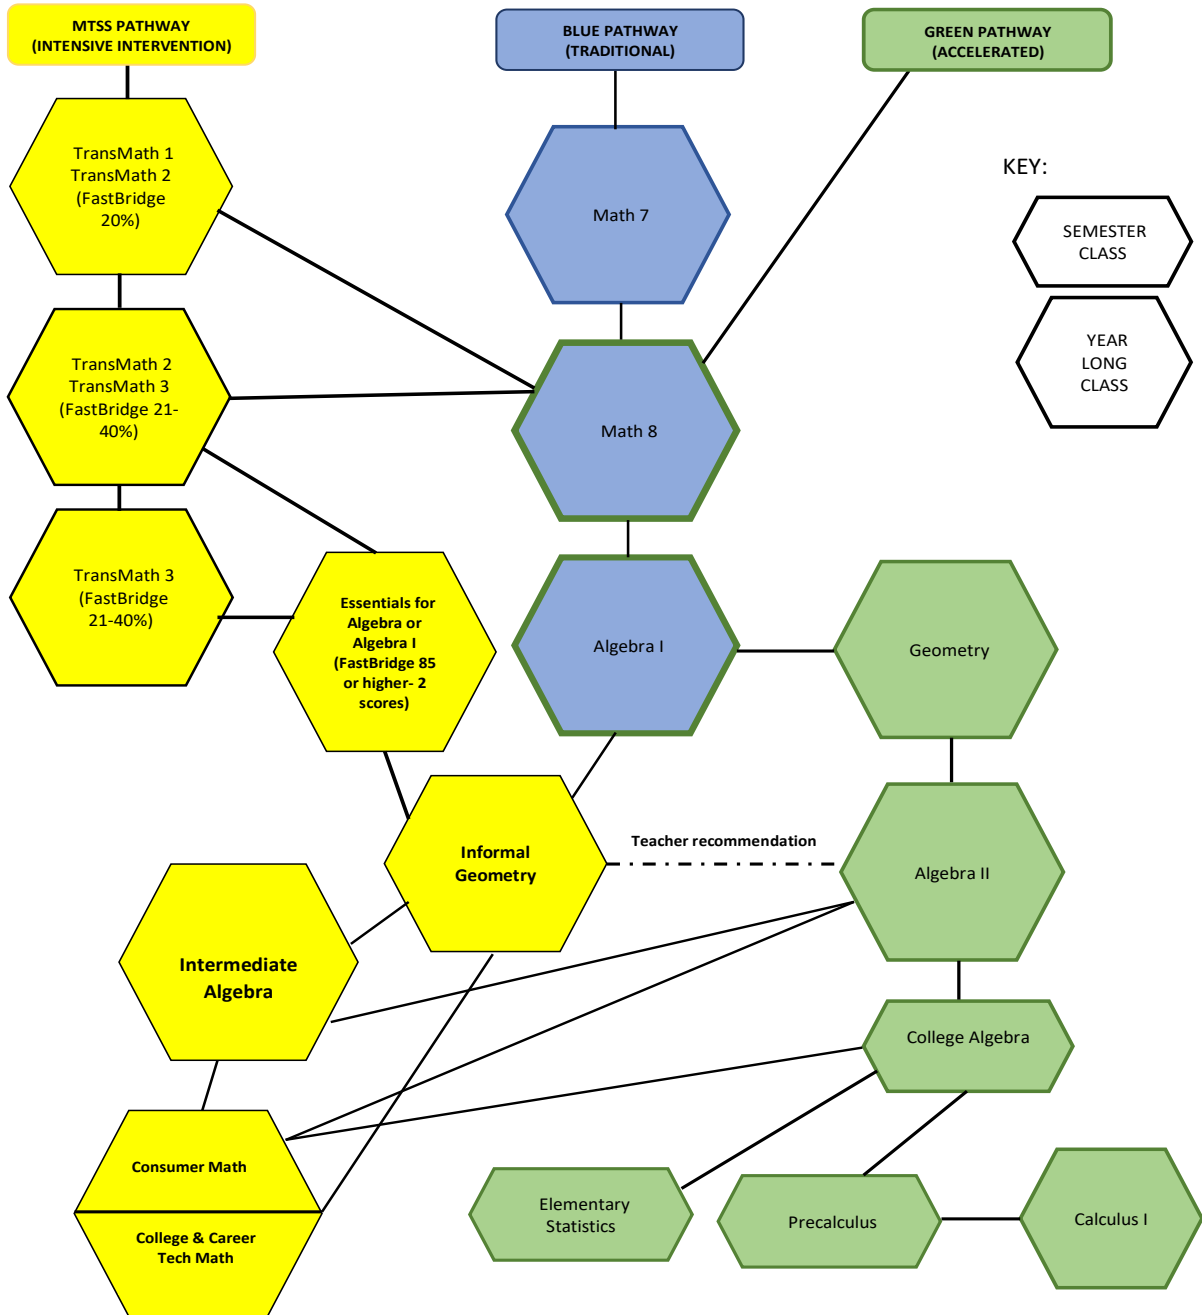 MTSS PATHWAY
(INTENSIVE INTERVENTION)
BLUE PATHWAY
(TRADITIONAL)
GREEN PATHWAY
(ACCELERATED)
TransMath 1
TransMath 2
(FastBridge
20%)
Math 7
KEY:
SEMESTER
CLASS
YEAR
LONG
CLASS
TransMath 2
TransMath 3
(FastBridge 21-
40%)
Math 8
TransMath 3
(FastBridge
21-40%)
Essentials for
Algebra or
Algebra I
(FastBridge 85
or higher- 2
scores)
Algebra I
Geometry
Informal
Geometry
Teacher recommendation
Algebra II
Intermediate
Algebra
College Algebra
Consumer Math
College & Career
Tech Math
Elementary
Statistics
Precalculus
Calculus I